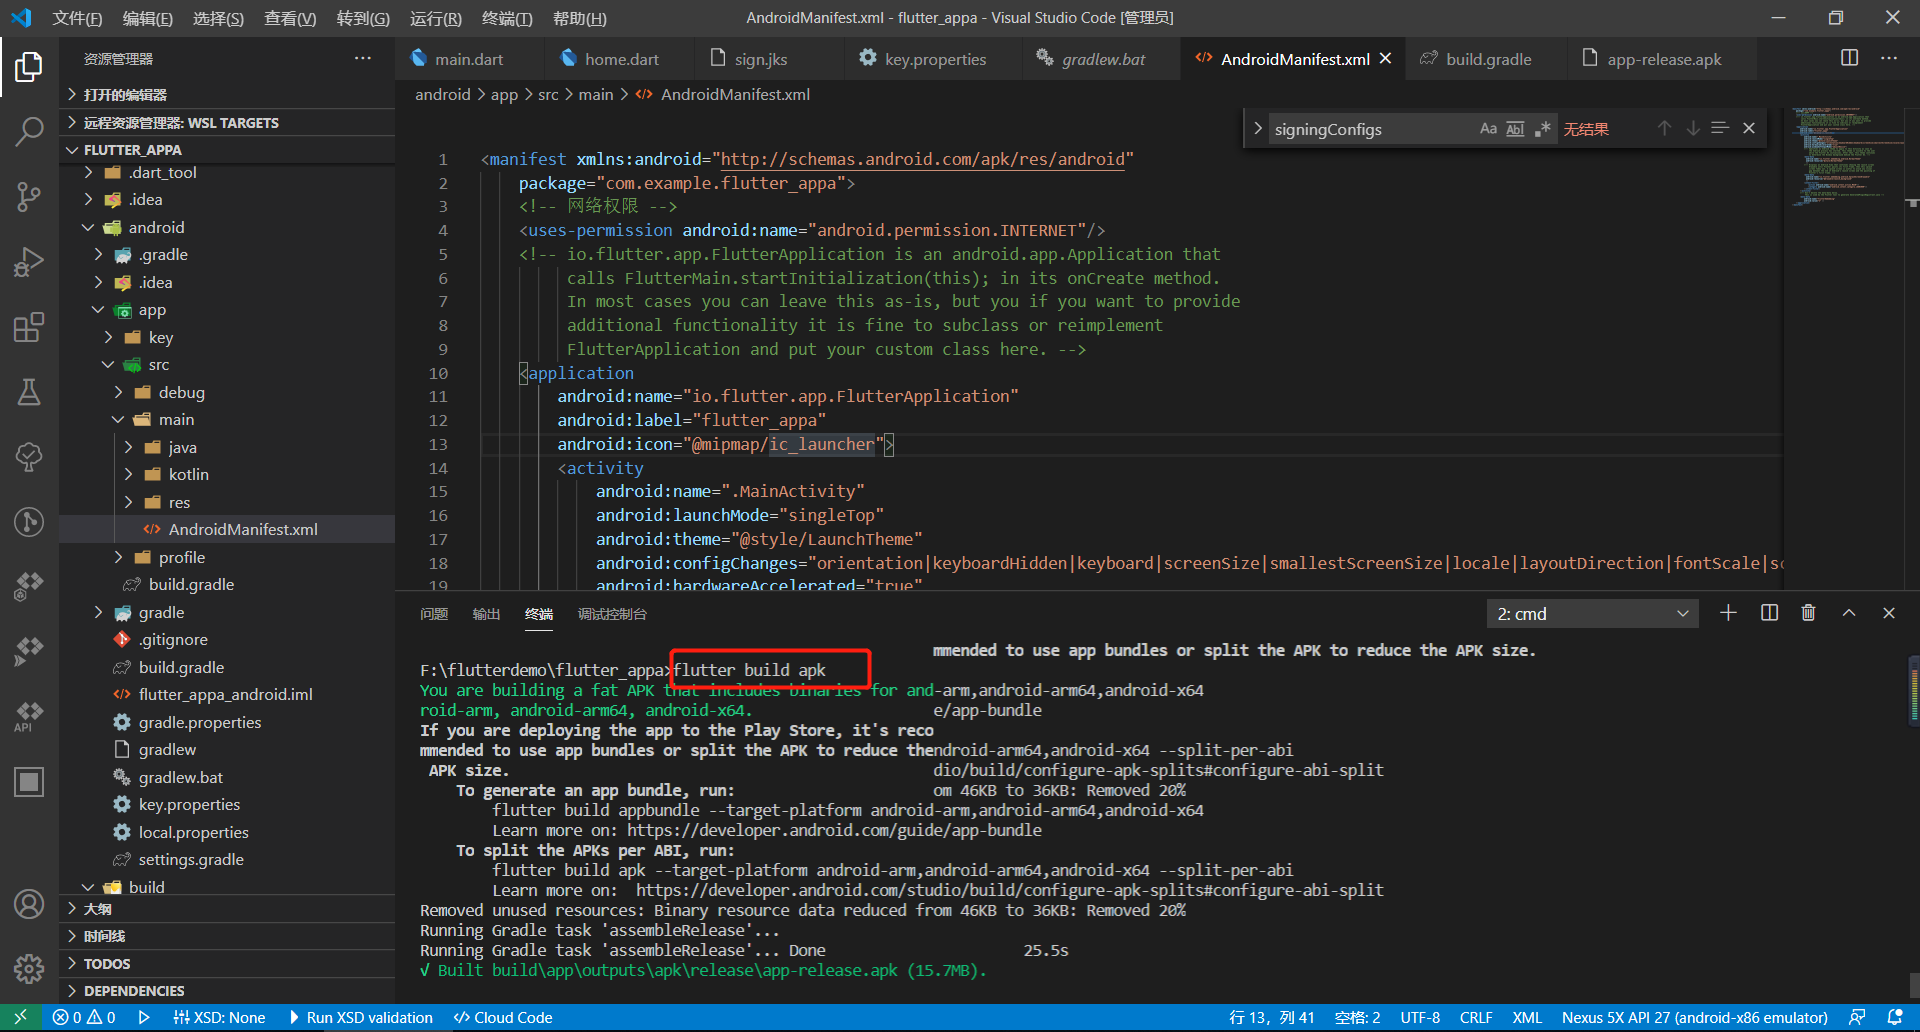 文件(F) 编辑(E) 选择(S) 查看(V) 转到(G) 运行(R) 终端(T) 帮助(H)
AndroidManifest.xml - flutter_appa - Visual Studio Code [管理员]
资源管理器
打开的编辑器
远程资源管理器: WSL TARGETS
FLUTTER_APPA
.dart_tool
.idea
android
.gradle
.idea
app
key
src
debug
main
java
kotlin
res
AndroidManifest.xml
profile
build.gradle
gradle
.gitignore
build.gradle
flutter_appa_android.iml
gradle.properties
gradlew
gradlew.bat
key.properties
local.properties
settings.gradle
build
大纲
时间线
TODOS
DEPENDENCIES
main.dart home.dart sign.jks key.properties gradlew.bat AndroidManifest.xml build.gradle app-release.apk
android > app > src > main > AndroidManifest.xml
signingConfigs Aa Abl 无结果
1 <manifest xmlns:android="http://schemas.android.com/apk/res/android"
2 package="com.example.flutter_appa">
3 <!-- 网络权限 -->
4 <uses-permission android:name="android.permission.INTERNET"/>
5 <!-- io.flutter.app.FlutterApplication is an android.app.Application that
6 calls FlutterMain.startInitialization(this); in its onCreate method.
7 In most cases you can leave this as-is, but you if you want to provide
8 additional functionality it is fine to subclass or reimplement
9 FlutterApplication and put your custom class here. -->
10 <application
11 android:name="io.flutter.app.FlutterApplication"
12 android:label="flutter_appa"
13 android:icon="@mipmap/ic_launcher">
14 <activity
15 android:name=".MainActivity"
16 android:launchMode="singleTop"
17 android:theme="@style/LaunchTheme"
18 android:configChanges="orientation|keyboardHidden|keyboard|screenSize|smallestScreenSize|locale|layoutDirection|fontScale|sc
19 android:hardwareAccelerated="true"
问题 输出 终端 调试控制台
2: cmd
mmended to use app bundles or split the APK to reduce the APK size.
F:\flutterdemo\flutter_appa>flutter build apk
You are building a fat APK that includes binaries for and-arm,android-arm64,android-x64
roid-arm, android-arm64, android-x64. e/app-bundle
If you are deploying the app to the Play Store, it's reco
mmended to use app bundles or split the APK to reduce thendroid-arm64,android-x64 --split-per-abi
APK size. dio/build/configure-apk-splits#configure-abi-split
To generate an app bundle, run: om 46KB to 36KB: Removed 20%
flutter build appbundle --target-platform android-arm,android-arm64,android-x64
Learn more on: https://developer.android.com/guide/app-bundle
To split the APKs per ABI, run:
flutter build apk --target-platform android-arm,android-arm64,android-x64 --split-per-abi
Learn more on: https://developer.android.com/studio/build/configure-apk-splits#configure-abi-split
Removed unused resources: Binary resource data reduced from 46KB to 36KB: Removed 20%
Running Gradle task 'assembleRelease'...
Running Gradle task 'assembleRelease'... Done 25.5s
√ Built build\app\outputs\apk\release\app-release.apk (15.7MB).
API
0 0 XSD: None Run XSD validation Cloud Code 行 13, 列 41 空格: 2 UTF-8 CRLF XML Nexus 5X API 27 (android-x86 emulator)